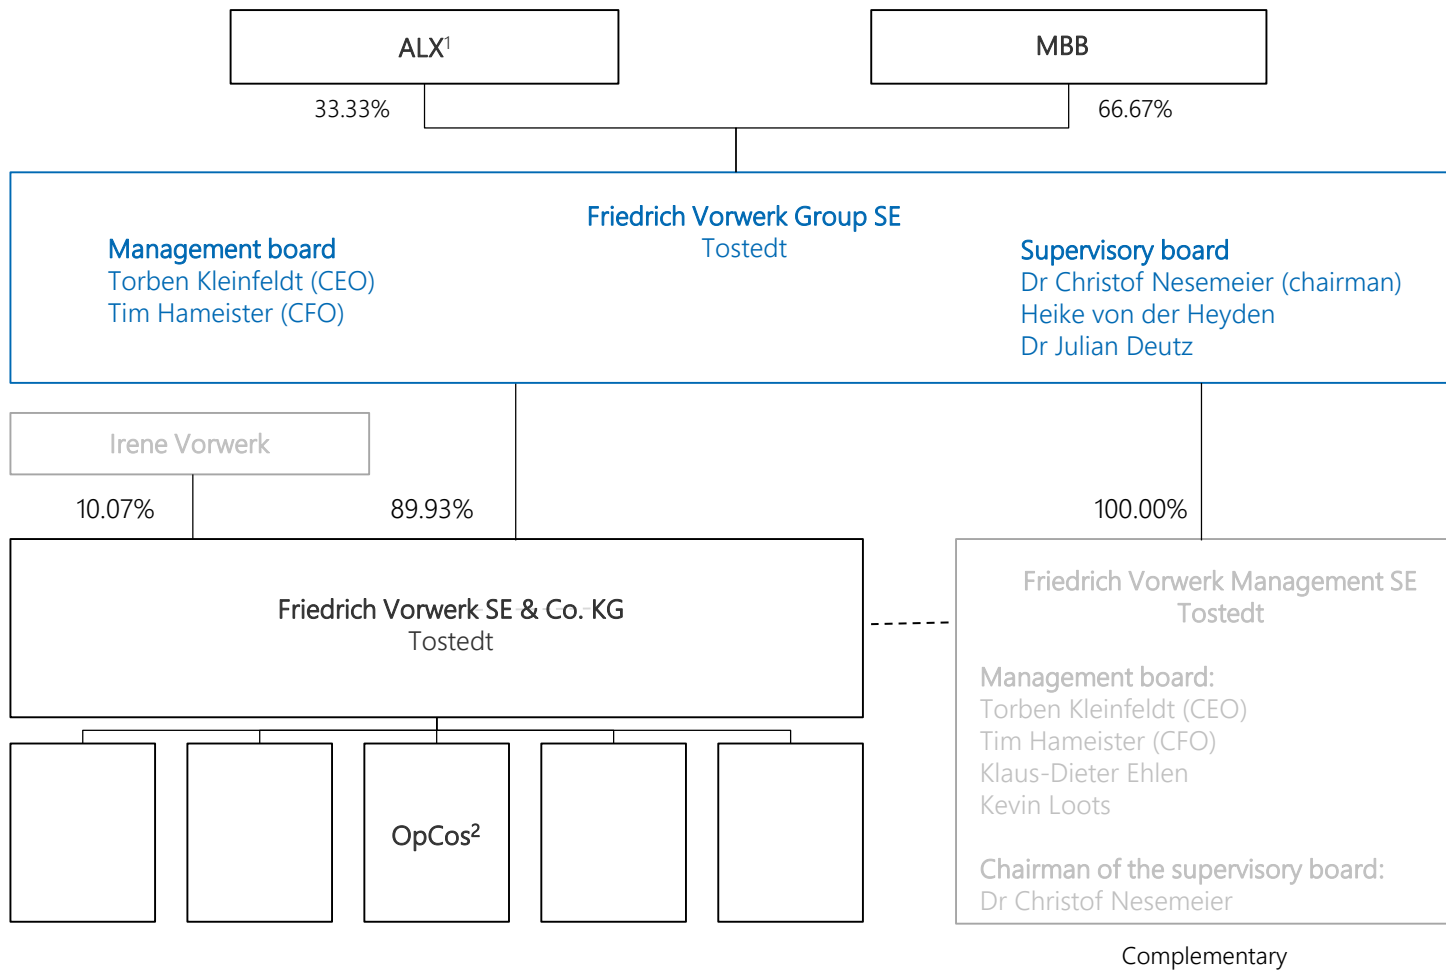 ALX¹
MBB
33.33%
66.67%
Friedrich Vorwerk Group SE
Tostedt
Management board
Torben Kleinfeldt (CEO)
Tim Hameister (CFO)
Supervisory board
Dr Christof Nesemeier (chairman)
Heike von der Heyden
Dr Julian Deutz
Irene Vorwerk
10.07%
89.93%
100.00%
Friedrich Vorwerk SE & Co. KG
Tostedt
Friedrich Vorwerk Management SE
Tostedt
Management board:
Torben Kleinfeldt (CEO)
Tim Hameister (CFO)
Klaus-Dieter Ehlen
Kevin Loots
Chairman of the supervisory board:
Dr Christof Nesemeier
OpCos²
Complementary